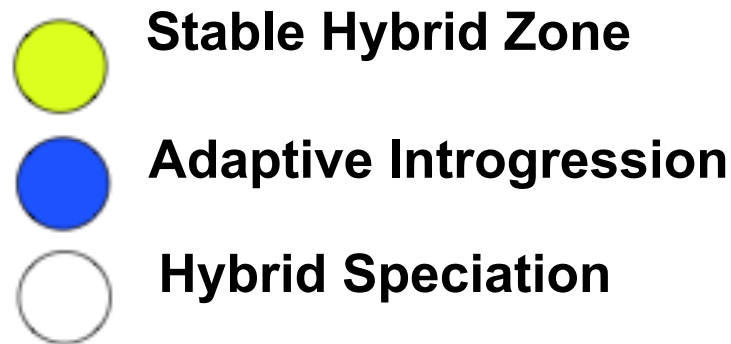 Stable Hybrid Zone
Adaptive Introgression
Hybrid Speciation